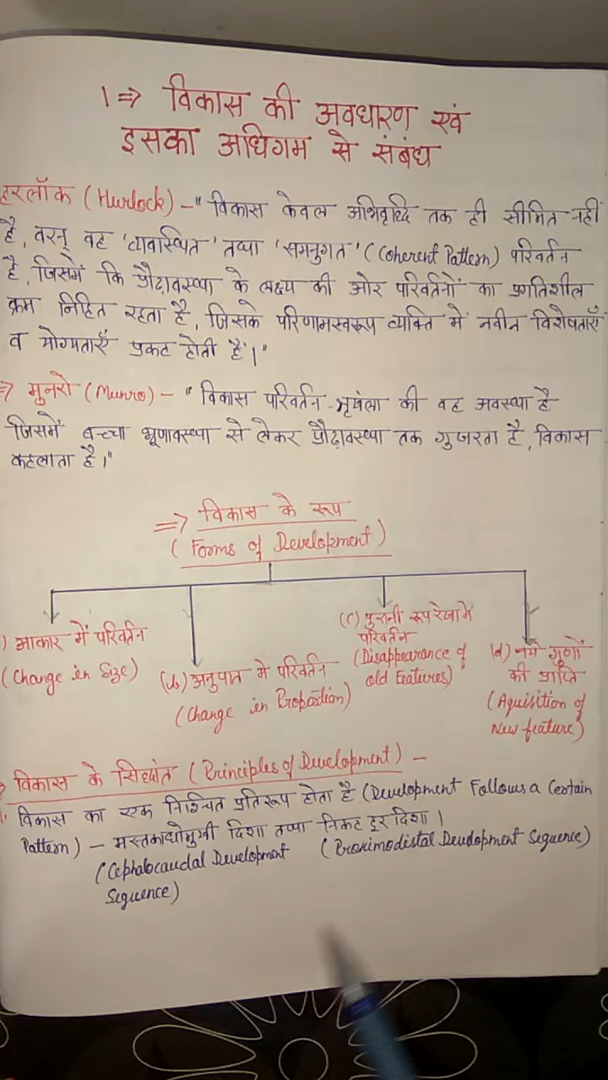 1 ⇒ विकास की अवधारण एवं
इसका अधिगम से संबंध
हरलॉक (Hurlock) - " विकास केवल अभिवृद्धि तक ही सीमित नहीं
है, वरन् वह 'व्यवस्थित' तथा 'समनुगत' (Coherent Pattern) परिवर्तन
है, जिसमें कि प्रौढ़ावस्था के लक्ष्य की ओर परिवर्तनों का प्रगतिशील
क्रम निहित रहता है, जिसके परिणामस्वरूप व्यक्ति में नवीन विशेषताएँ
व योग्यताएँ प्रकट होती हैं।"
⇒ मुनरो (Munro) - " विकास परिवर्तन-श्रृंखला की वह अवस्था है
जिसमें बच्चा भ्रूणावस्था से लेकर प्रौढ़ावस्था तक गुजरता है, विकास
कहलाता है।"
⇒ विकास के रूप
(Forms of Development)
) आकार में परिवर्तन
(Change in Size)
(b) अनुपात में परिवर्तन
(Change in Propostion)
(c) पुरानी रूपरेखा में
परिवर्तन
(Disappearance of
old Features)
(d) नये गुणों
की प्राप्ति
(Aquisition of
New feature)
विकास के सिद्धांत (Principles of Development) -
1. विकास का एक निश्चित प्रतिरूप होता है (Development Follows a Certain
Pattern) - मस्तकाधोमुखी दिशा तथा निकट दूर दिशा।
(Cephalocaudal Development (Proximodistal Development Sequence)
Sequence)